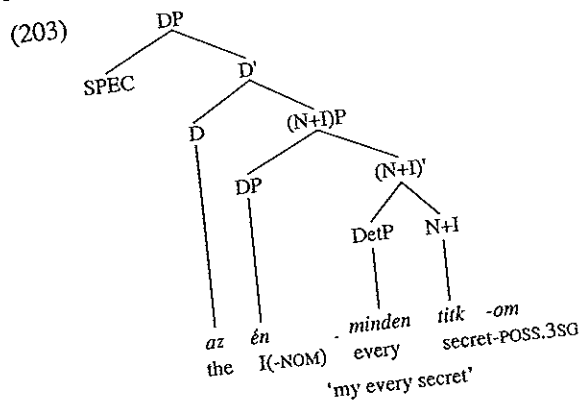 (203)
DP
SPEC D'
D (N+I)P
DP (N+I)'
DetP N+I
az én - minden titk -om
the I(-NOM) every secret-POSS.3SG
'my every secret'